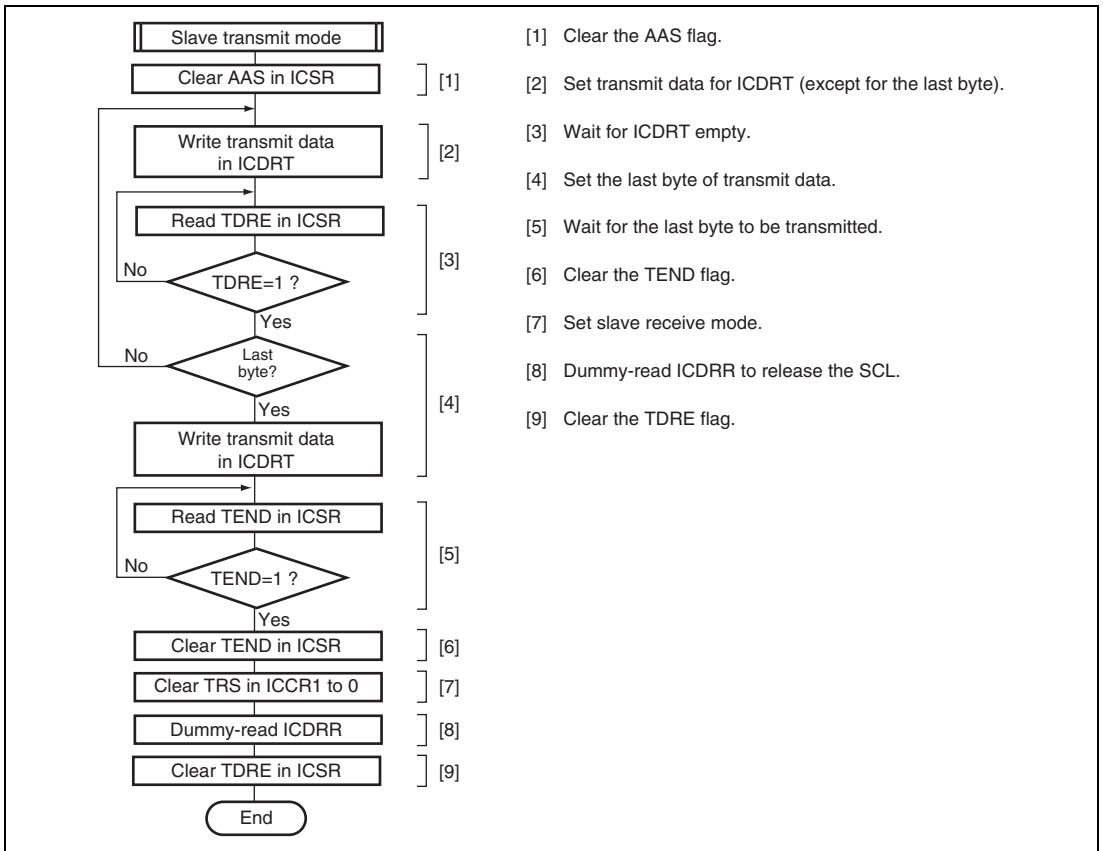 Slave transmit mode
Clear AAS in ICSR
[1]
Write transmit data
in ICDRT
[2]
Read TDRE in ICSR
No
TDRE=1 ?
[3]
Yes
No
Last
byte?
Yes
[4]
Write transmit data
in ICDRT
Read TEND in ICSR
No
TEND=1 ?
[5]
Yes
Clear TEND in ICSR
[6]
Clear TRS in ICCR1 to 0
[7]
Dummy-read ICDRR
[8]
Clear TDRE in ICSR
[9]
End
[1] Clear the AAS flag.
[2] Set transmit data for ICDRT (except for the last byte).
[3] Wait for ICDRT empty.
[4] Set the last byte of transmit data.
[5] Wait for the last byte to be transmitted.
[6] Clear the TEND flag.
[7] Set slave receive mode.
[8] Dummy-read ICDRR to release the SCL.
[9] Clear the TDRE flag.